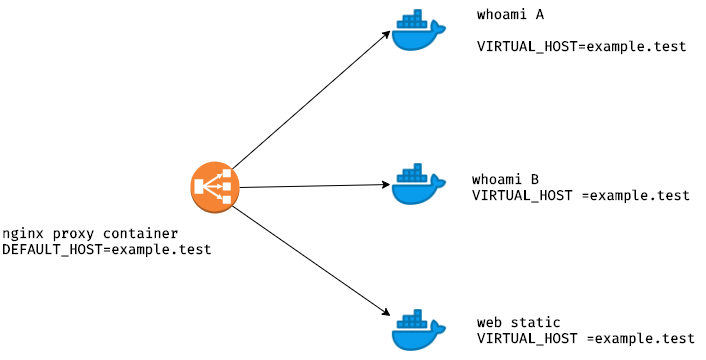 whoami A
VIRTUAL_HOST=example.test
whoami B
VIRTUAL_HOST =example.test
nginx proxy container
DEFAULT_HOST=example.test
web static
VIRTUAL_HOST =example.test